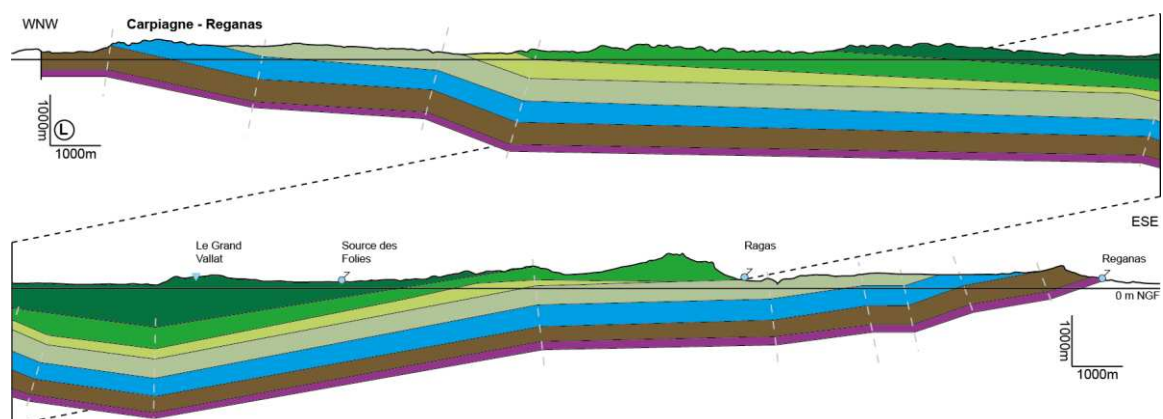 WNW
Carpiagne - Reganas
1000m
L
1000m
ESE
Le Grand
Vallat
Source des
Folies
Ragas
Reganas
0 m NGF
1000m
1000m